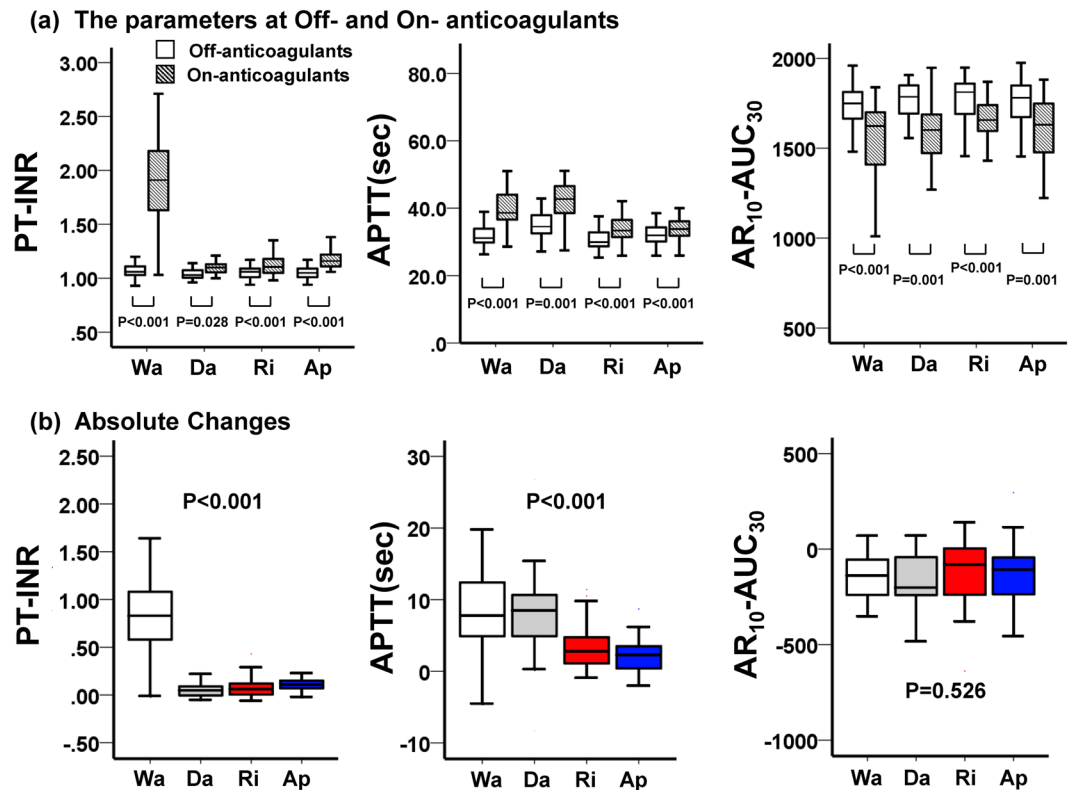 (a) The parameters at Off- and On- anticoagulants
Off-anticoagulants
On-anticoagulants
PT-INR
3.00
2.50
2.00
1.50
1.00
.50
P<0.001
P=0.028
P<0.001
P<0.001
Wa Da Ri Ap
APTT(sec)
80.0
60.0
40.0
20.0
.0
P<0.001
P=0.001
P<0.001
P<0.001
Wa Da Ri Ap
AR10-AUC30
2000
1500
1000
500
P<0.001
P=0.001
P<0.001
P=0.001
Wa Da Ri Ap
(b) Absolute Changes
PT-INR
2.50
2.00
1.50
1.00
.50
.00
-.50
P<0.001
Wa Da Ri Ap
APTT(sec)
30
20
10
0
-10
P<0.001
Wa Da Ri Ap
AR10-AUC30
500
0
-500
-1000
P=0.526
Wa Da Ri Ap